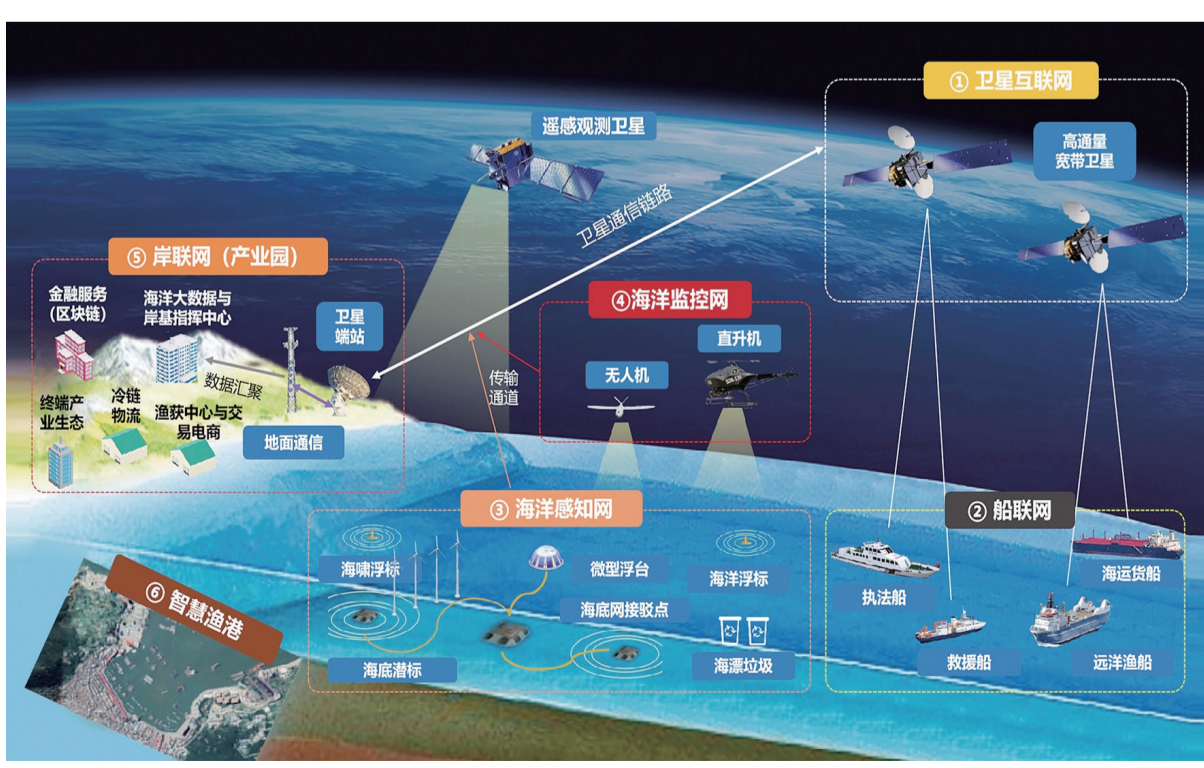 ① 卫星互联网
高通量
宽带卫星
遥感观测卫星
卫星通信链路
⑤ 岸联网（产业园）
金融服务
（区块链）
海洋大数据与
岸基指挥中心
卫星
端站
数据汇聚
终端产
业生态
冷链
物流
渔获中心与交
易电商
地面通信
④海洋监控网
直升机
无人机
传输
通道
③ 海洋感知网
海啸浮标
微型浮台
海洋浮标
海底网接驳点
海底潜标
海漂垃圾
② 船联网
执法船
海运货船
救援船
远洋渔船
⑥ 智慧渔港